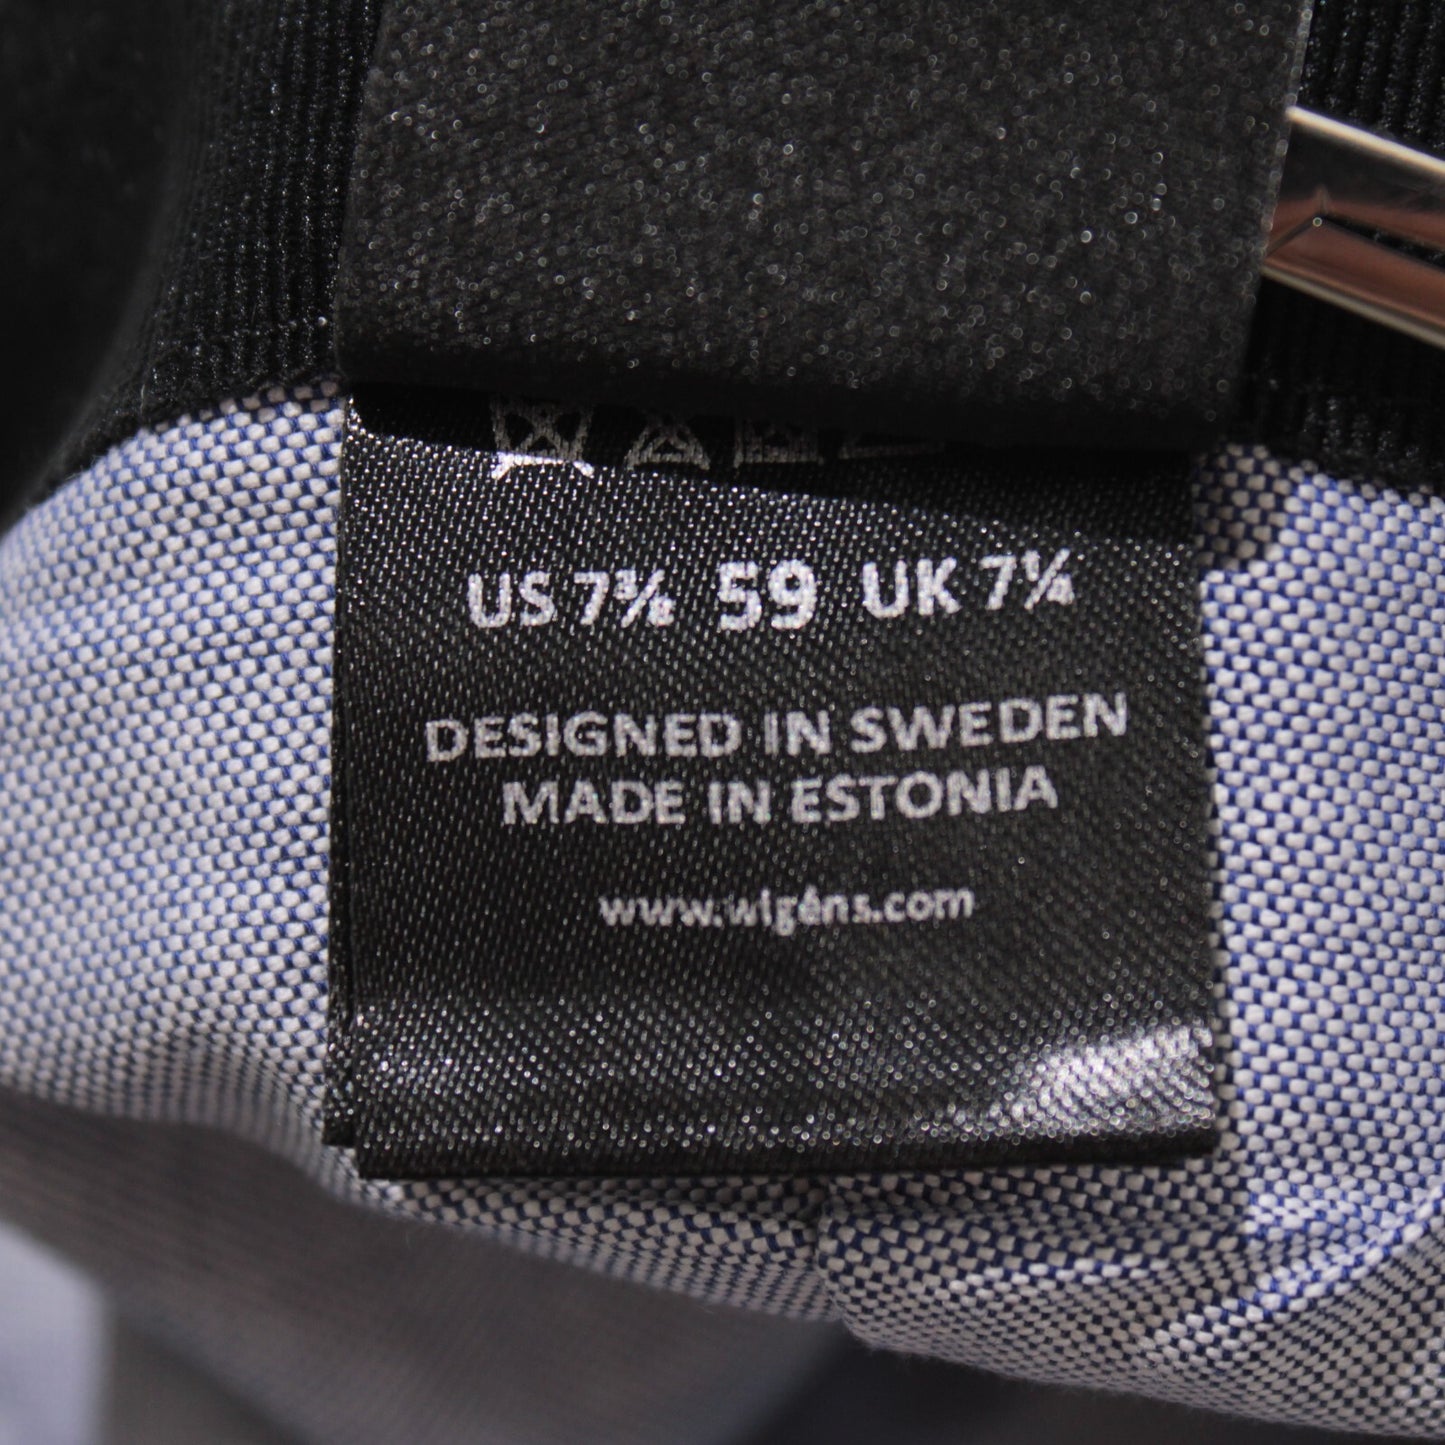 US 7⅜ 59 UK 7¼
DESIGNED IN SWEDEN
MADE IN ESTONIA
www.wigéns.com